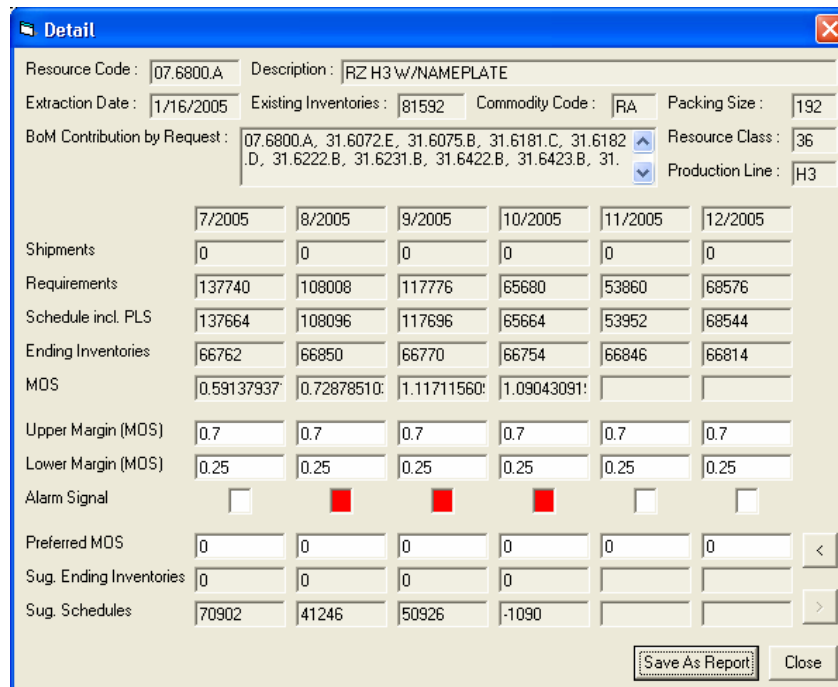 Detail
Resource Code : 07.6800.A Description : RZ H3 W/NAMEPLATE
Extraction Date : 1/16/2005 Existing Inventories : 81592 Commodity Code : RA Packing Size : 192
BoM Contribution by Request : 07.6800.A, 31.6072.E, 31.6075.B, 31.6181.C, 31.6182 Resource Class : 36
.D, 31.6222.B, 31.6231.B, 31.6422.B, 31.6423.B, 31. Production Line : H3
7/2005 8/2005 9/2005 10/2005 11/2005 12/2005
Shipments 0 0 0 0 0 0
Requirements 137740 108008 117776 65680 53860 68576
Schedule incl. PLS 137664 108096 117696 65664 53952 68544
Ending Inventories 66762 66850 66770 66754 66846 66814
MOS 0.59137937 0.72878510 1.11711560 1.09043091
Upper Margin (MOS) 0.7 0.7 0.7 0.7 0.7 0.7
Lower Margin (MOS) 0.25 0.25 0.25 0.25 0.25 0.25
Alarm Signal
Preferred MOS 0 0 0 0 0 0 <
Sug. Ending Inventories 0 0 0 0
Sug. Schedules 70902 41246 50926 -1090 >
Save As Report Close